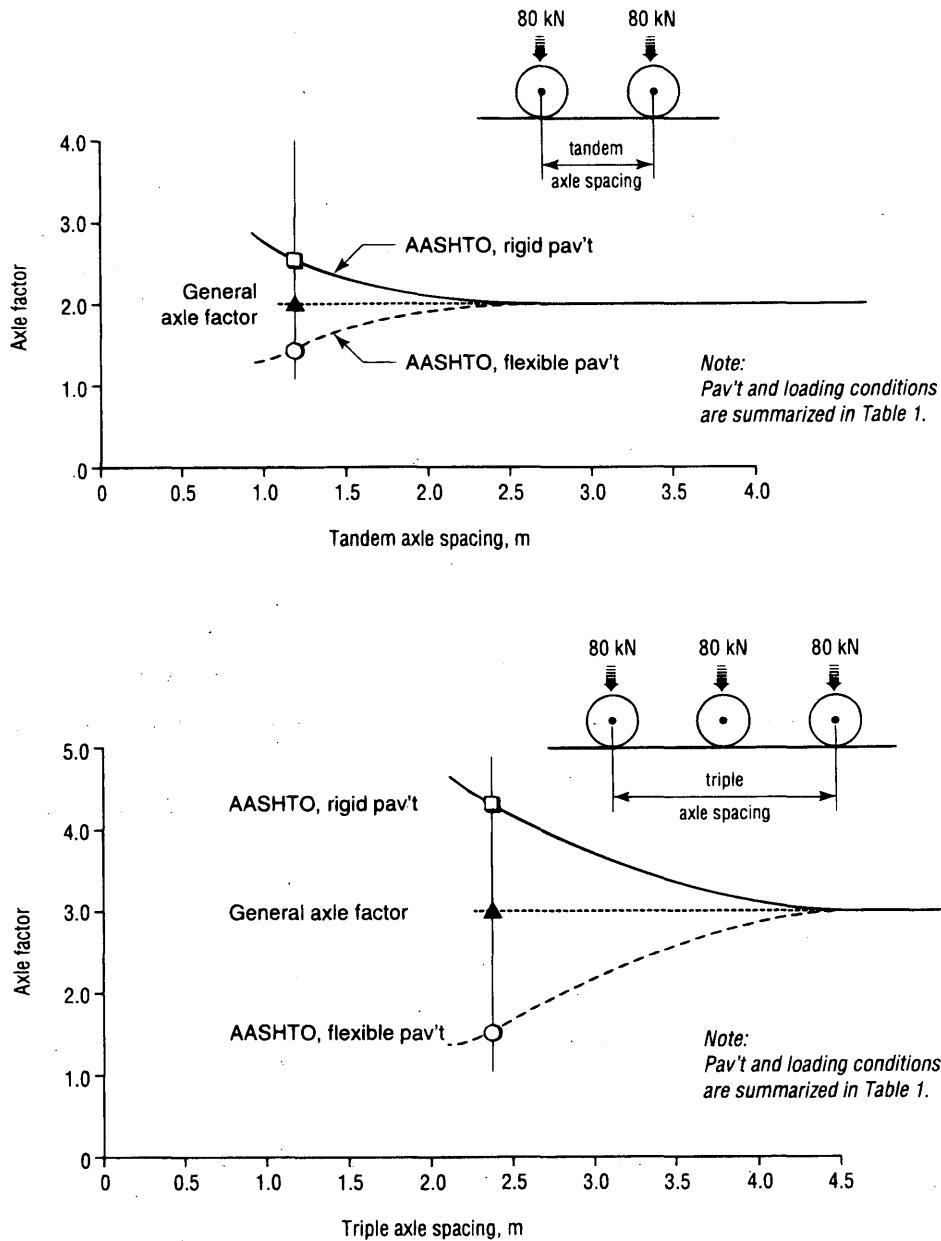 80 kN 80 kN
tandem
axle spacing
4.0
3.0
2.0
1.0
.0
Axle factor
AASHTO, rigid pav't
General
axle factor
AASHTO, flexible pav't
Note:
Pav't and loading conditions
are summarized in Table 1.
0 0.5 1.0 1.5 2.0 2.5 3.0 3.5 4.0
Tandem axle spacing, m
80 kN 80 kN 80 kN
triple
axle spacing
5.0
4.0
3.0
2.0
1.0
0
Axle factor
AASHTO, rigid pav't
General axle factor
AASHTO, flexible pav't
Note:
Pav't and loading conditions
are summarized in Table 1.
0 0.5 1.0 1.5 2.0 2.5 3.0 3.5 4.0 4.5
Triple axle spacing, m